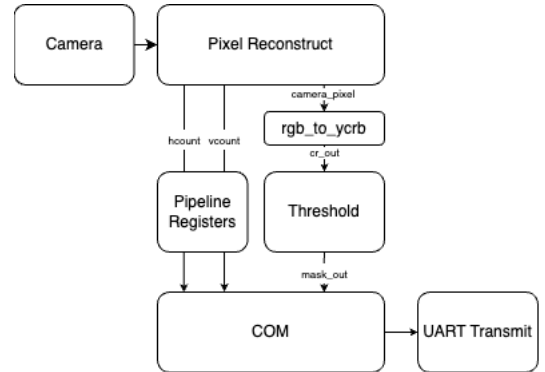 Camera
Pixel Reconstruct
camera_pixel
rgb_to_ycrb
hcount
vcount
cr_out
Pipeline
Registers
Threshold
mask_out
COM
UART Transmit